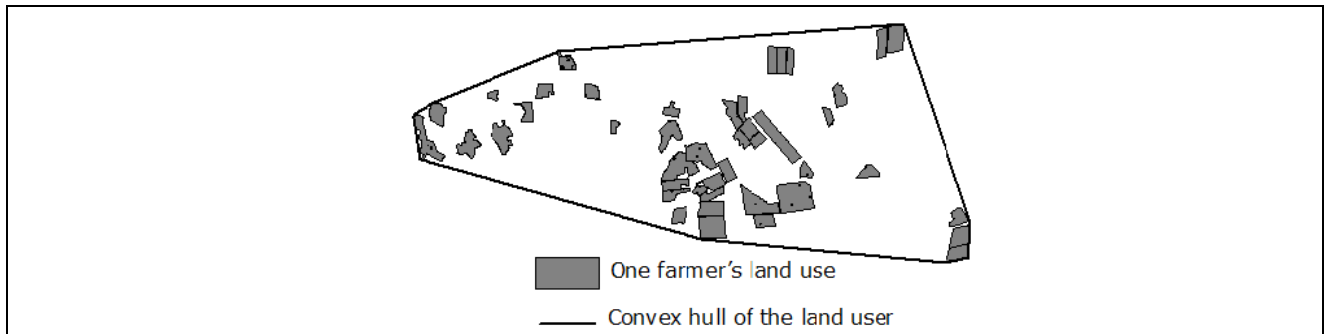 One farmer's land use
Convex hull of the land user